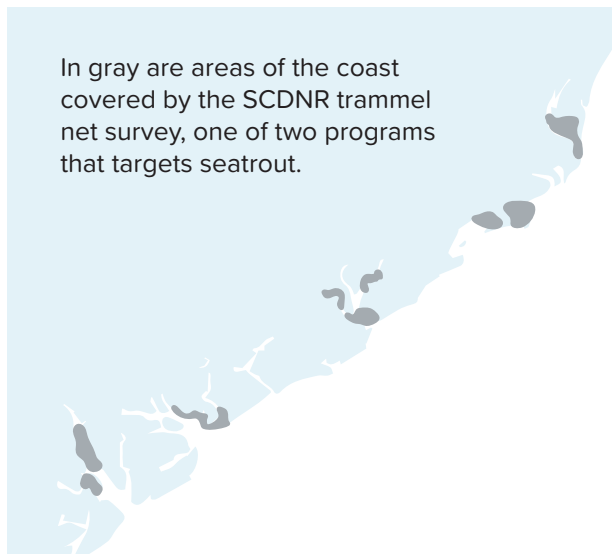 In gray are areas of the coast
covered by the SCDNR trammel
net survey, one of two programs
that targets seatrout.